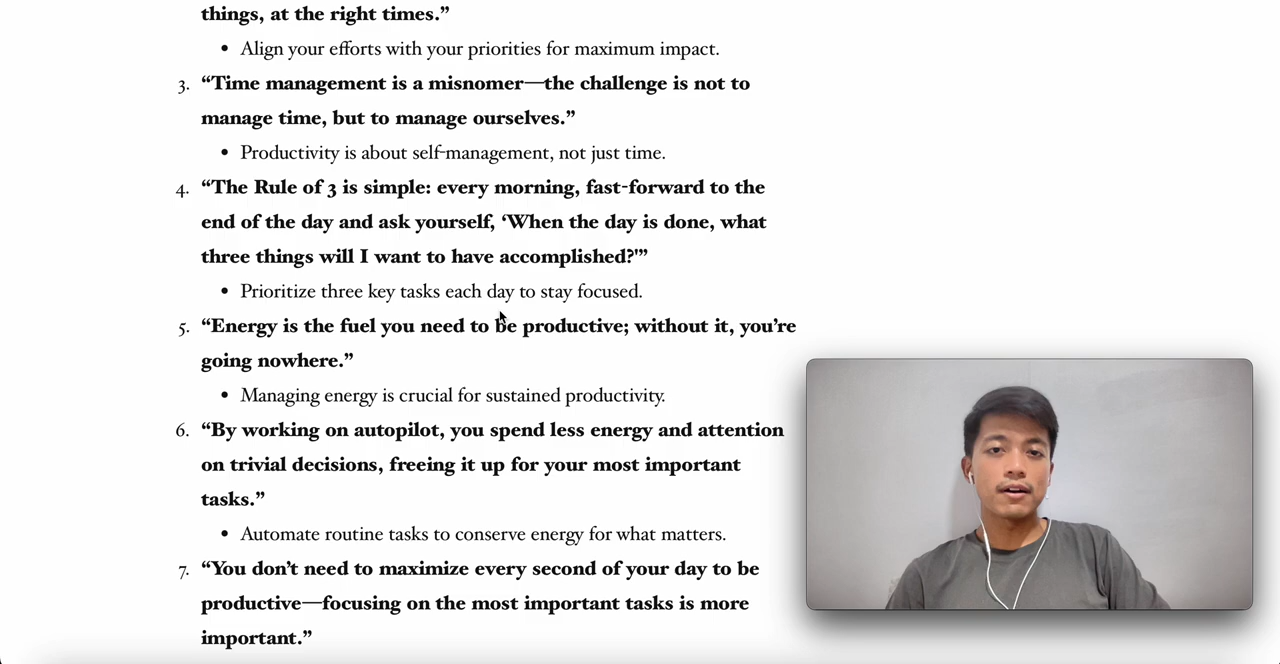 things, at the right times.”
• Align your efforts with your priorities for maximum impact.
3. “Time management is a misnomer—the challenge is not to
manage time, but to manage ourselves.”
• Productivity is about self-management, not just time.
4. “The Rule of 3 is simple: every morning, fast-forward to the
end of the day and ask yourself, ‘When the day is done, what
three things will I want to have accomplished?'”
• Prioritize three key tasks each day to stay focused.
5. “Energy is the fuel you need to be productive; without it, you’re
going nowhere.”
• Managing energy is crucial for sustained productivity.
6. “By working on autopilot, you spend less energy and attention
on trivial decisions, freeing it up for your most important
tasks.”
• Automate routine tasks to conserve energy for what matters.
7. “You don’t need to maximize every second of your day to be
productive—focusing on the most important tasks is more
important.”